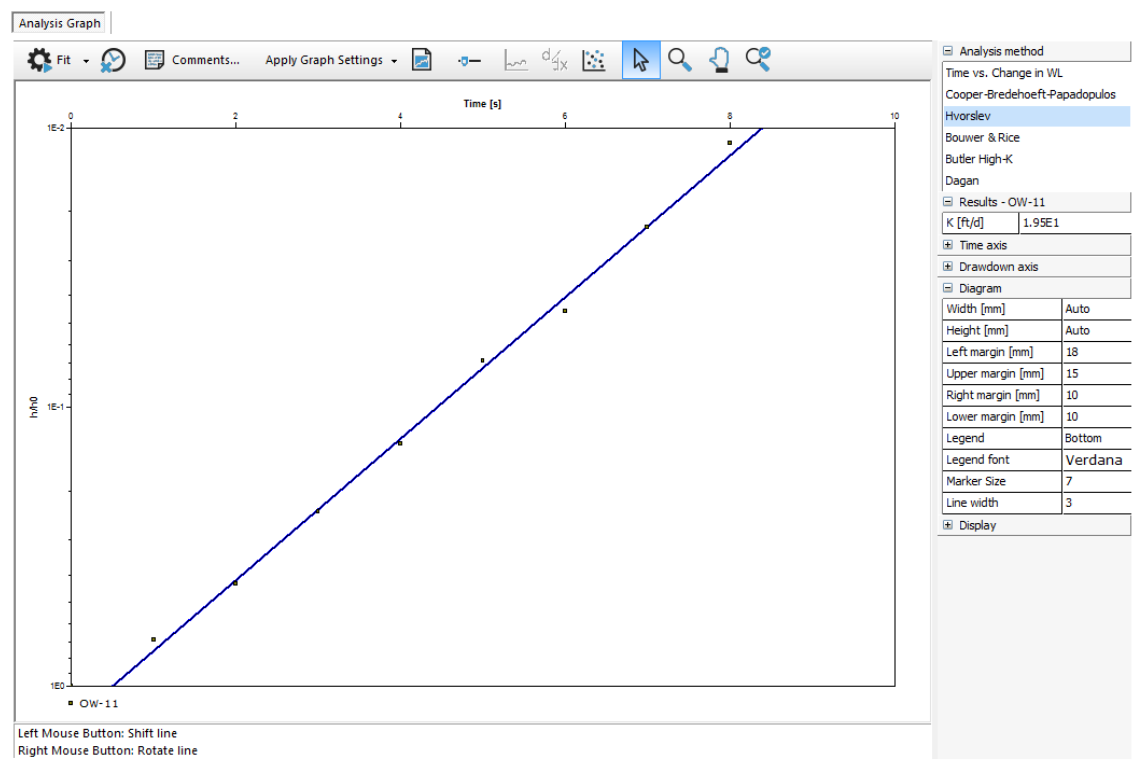 Analysis Graph
Fit
Comments...
Apply Graph Settings
d/dx
Time [s]
0 2 4 6 8 10
1E-2
h/h0
1E-1
1E0
OW-11
Left Mouse Button: Shift line
Right Mouse Button: Rotate line
Analysis method
Time vs. Change in WL
Cooper-Bredehoeft-Papadopulos
Hvorslev
Bouwer & Rice
Butler High-K
Dagan
Results - OW-11
K [ft/d] 1.95E1
Time axis
Drawdown axis
Diagram
Width [mm] Auto
Height [mm] Auto
Left margin [mm] 18
Upper margin [mm] 15
Right margin [mm] 10
Lower margin [mm] 10
Legend Bottom
Legend font Verdana
Marker Size 7
Line width 3
Display